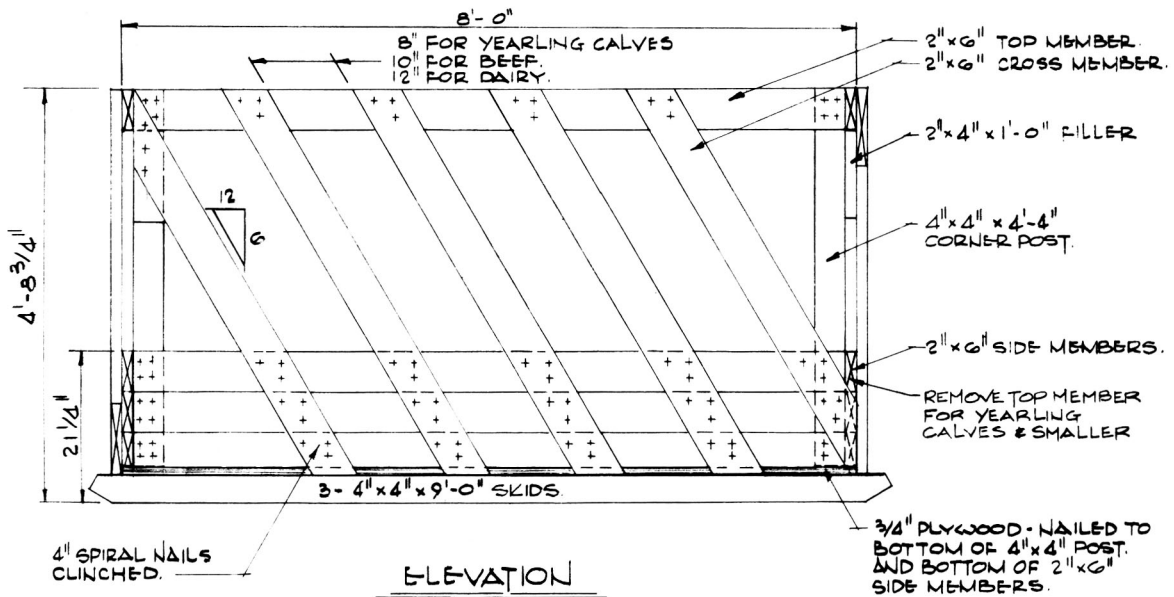 8'-0"
8" FOR YEARLING CALVES
10" FOR BEEF.
12" FOR DAIRY.
2"x6" TOP MEMBER.
2"x6" CROSS MEMBER.
2"x4"x1'-0" FILLER
12
6
4"x4"x4'-4"
CORNER POST.
4'-8 3/4"
21 1/4"
2"x6" SIDE MEMBERS.
REMOVE TOP MEMBER
FOR YEARLING
CALVES & SMALLER
3-4"x4"x9'-0" SKIDS.
4" SPIRAL NAILS
CLINCHED.
3/4" PLYWOOD-NAILED TO
BOTTOM OF 4"x4" POST.
AND BOTTOM OF 2"x6"
SIDE MEMBERS.
ELEVATION